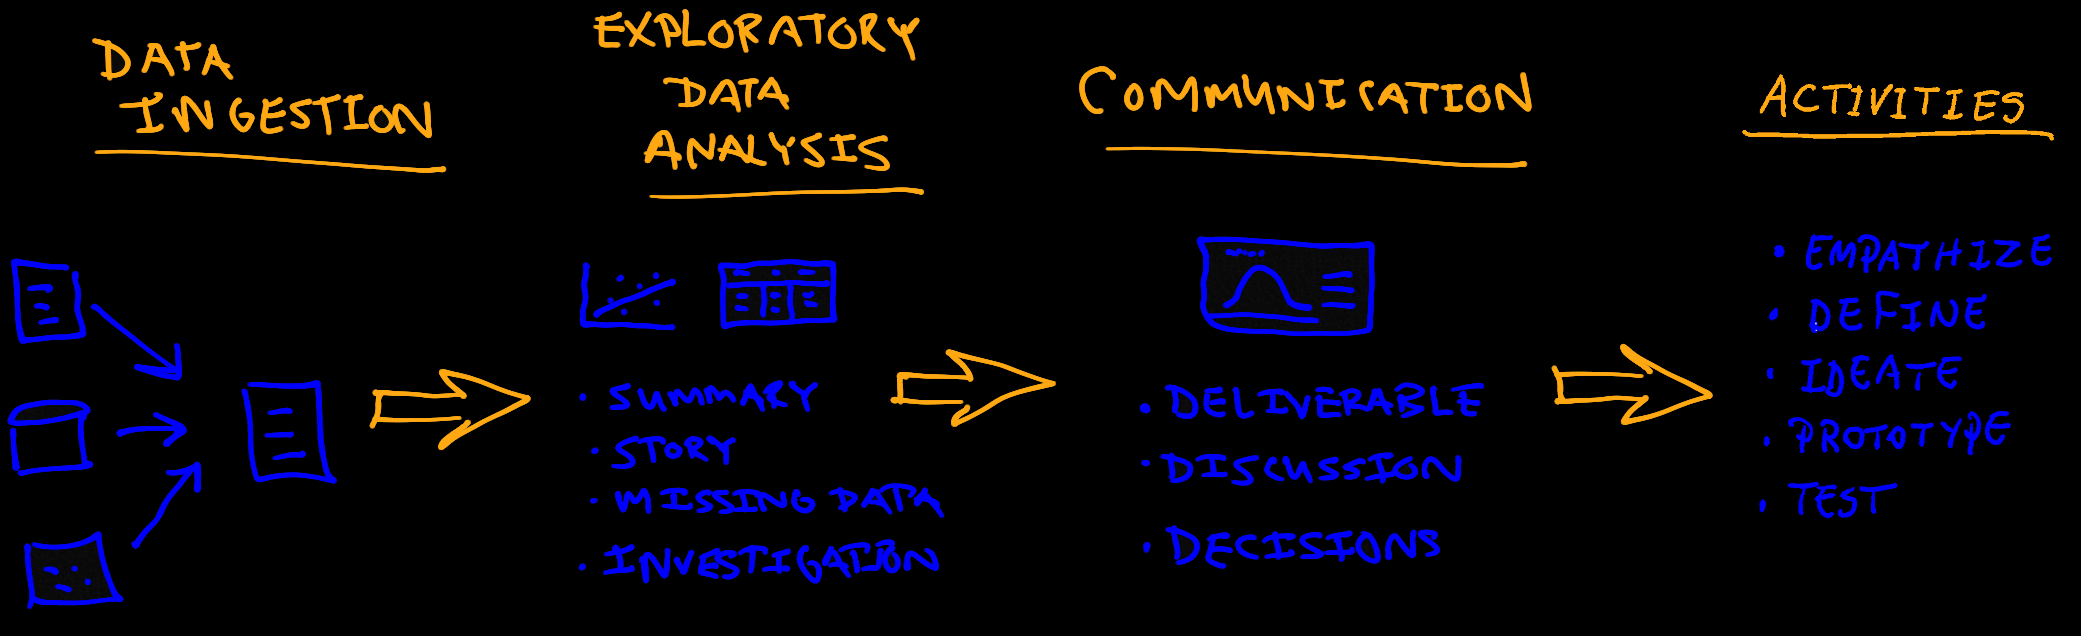 DATA
INGESTION
EXPLORATORY
DATA
ANALYSIS
COMMUNICATION
ACTIVITIES
• SUMMARY
• STORY
• MISSING DATA
• INVESTIGATION
• DELIVERABLE
• DISCUSSION
• DECISIONS
• EMPATHIZE
• DEFINE
• IDEATE
• PROTOTYPE
• TEST